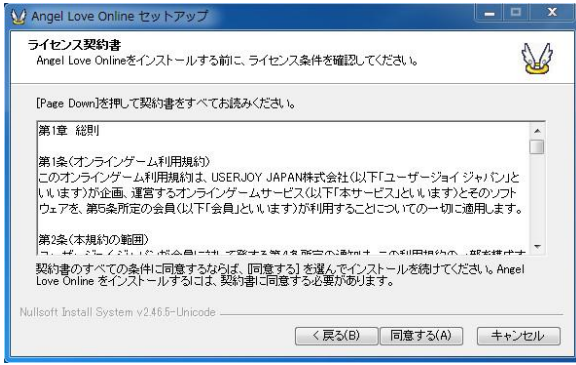 Angel Love Online セットアップ
ライセンス契約書
Angel Love Onlineをインストールする前に、ライセンス条件を確認してください。
[Page Down]を押して契約書をすべてお読みください。
第1章 総則
第1条(オンラインゲーム利用規約)
このオンラインゲーム利用規約は、USERJOY JAPAN株式会社(以下「ユーザージョイ ジャパン」と
いいます)が企画、運営するオンラインゲームサービス(以下「本サービス」といいます)とそのソフト
ウェアを、第5条所定の会員(以下「会員」といいます)が利用することについての一切に適用します。
第2条(本規約の範囲)
契約書のすべての条件に同意するならば、[同意する] を選んでインストールを続けてください。Angel
Love Online をインストールするには、契約書に同意する必要があります。
Nullsoft Install System v2.46.5-Unicode
< 戻る(B) 同意する(A) キャンセル